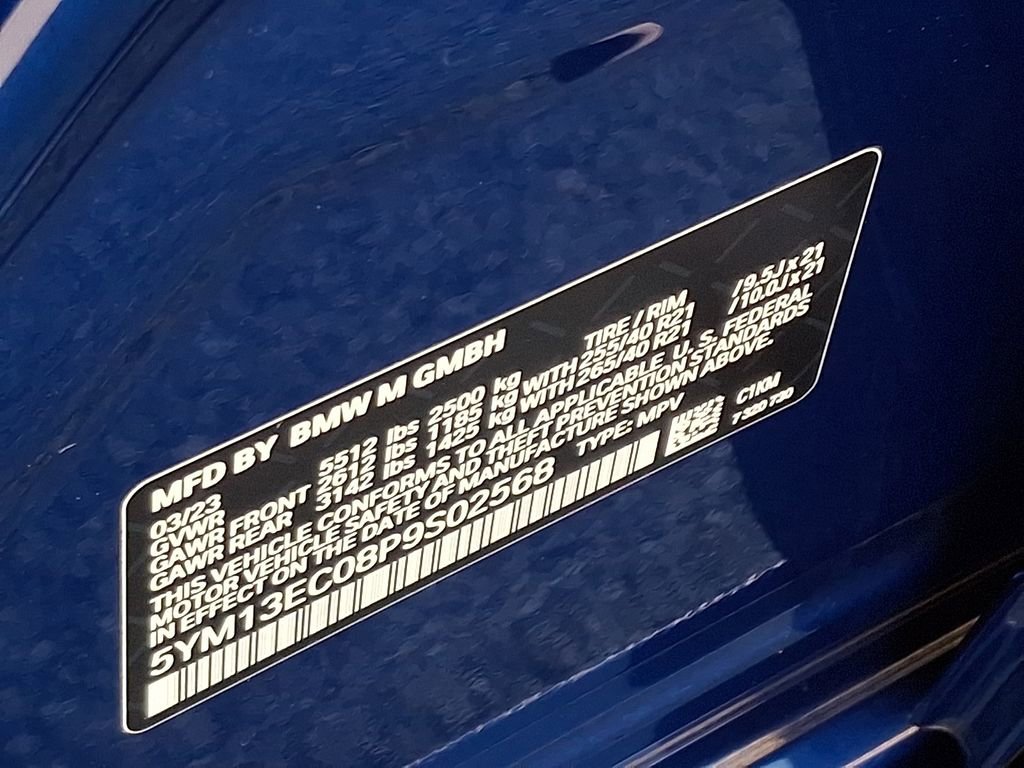 MFD BY BMW M GMBH
03/23 TIRE / RIM
GVWR 5512 lbs 2500 kg
GAWR FRONT 2612 lbs 1185 kg WITH 255/40 R21 / 9.5J x 21
GAWR REAR 3142 lbs 1425 kg WITH 265/40 R21 / 10.0J x 21
THIS VEHICLE CONFORMS TO ALL APPLICABLE U. S. FEDERAL
MOTOR VEHICLE SAFETY AND THEFT PREVENTION STANDARDS
IN EFFECT ON THE DATE OF MANUFACTURE SHOWN ABOVE.
5YM13EC08P9S02568 TYPE: MPV
C1KM
7 320 730